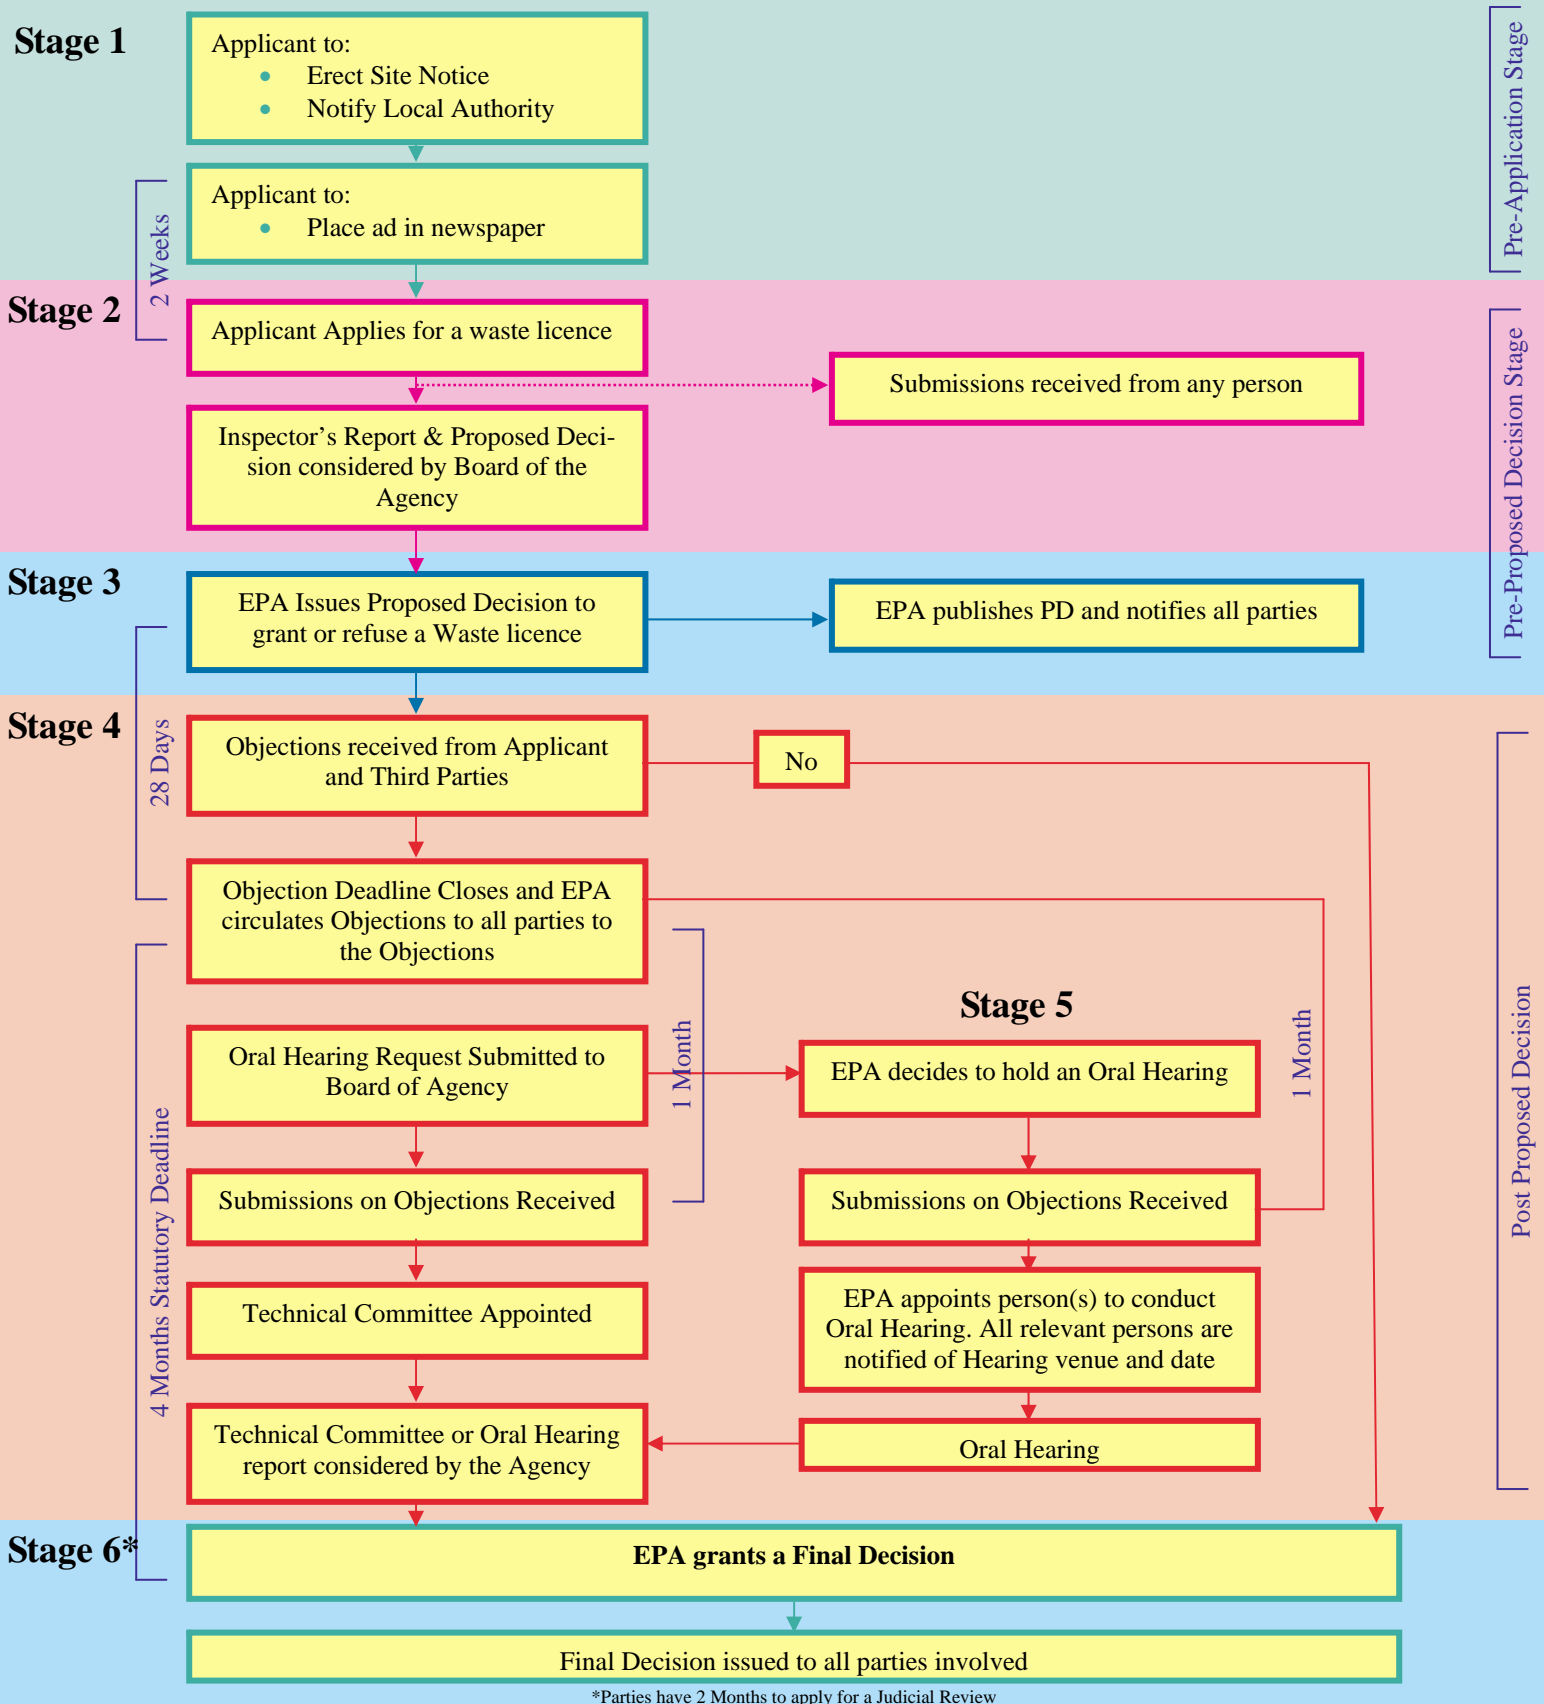 Stage 1
Applicant to:
• Erect Site Notice
• Notify Local Authority
Pre-Application Stage
Applicant to:
• Place ad in newspaper
2 Weeks
Stage 2
Applicant Applies for a waste licence
Submissions received from any person
Inspector’s Report & Proposed Deci-
sion considered by Board of the
Agency
Pre-Proposed Decision Stage
Stage 3
EPA Issues Proposed Decision to
grant or refuse a Waste licence
EPA publishes PD and notifies all parties
Stage 4
28 Days
Objections received from Applicant
and Third Parties
No
Objection Deadline Closes and EPA
circulates Objections to all parties to
the Objections
Oral Hearing Request Submitted to
Board of Agency
1 Month
Submissions on Objections Received
Technical Committee Appointed
Technical Committee or Oral Hearing
report considered by the Agency
4 Months Statutory Deadline
Stage 5
EPA decides to hold an Oral Hearing
1 Month
Submissions on Objections Received
EPA appoints person(s) to conduct
Oral Hearing. All relevant persons are
notified of Hearing venue and date
Oral Hearing
Post Proposed Decision
Stage 6*
EPA grants a Final Decision
Final Decision issued to all parties involved
*Parties have 2 Months to apply for a Judicial Review